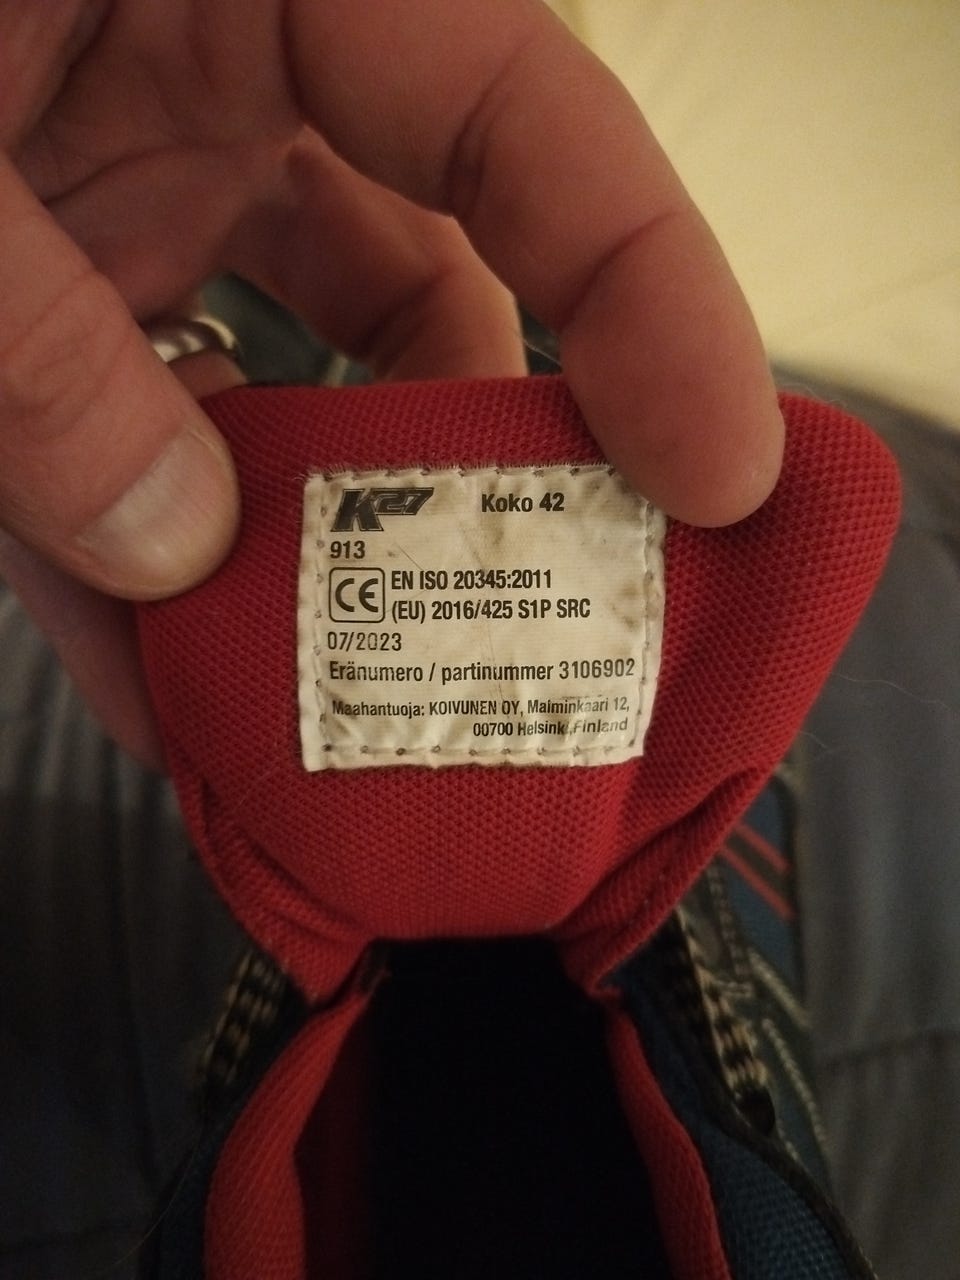 K27 Koko 42
913
CE EN ISO 20345:2011
(EU) 2016/425 S1P SRC
07/2023
Eränumero / partinummer 3106902
Maahantuoja: KOIVUNEN OY, Malminkaari 12,
00700 Helsinki, Finland